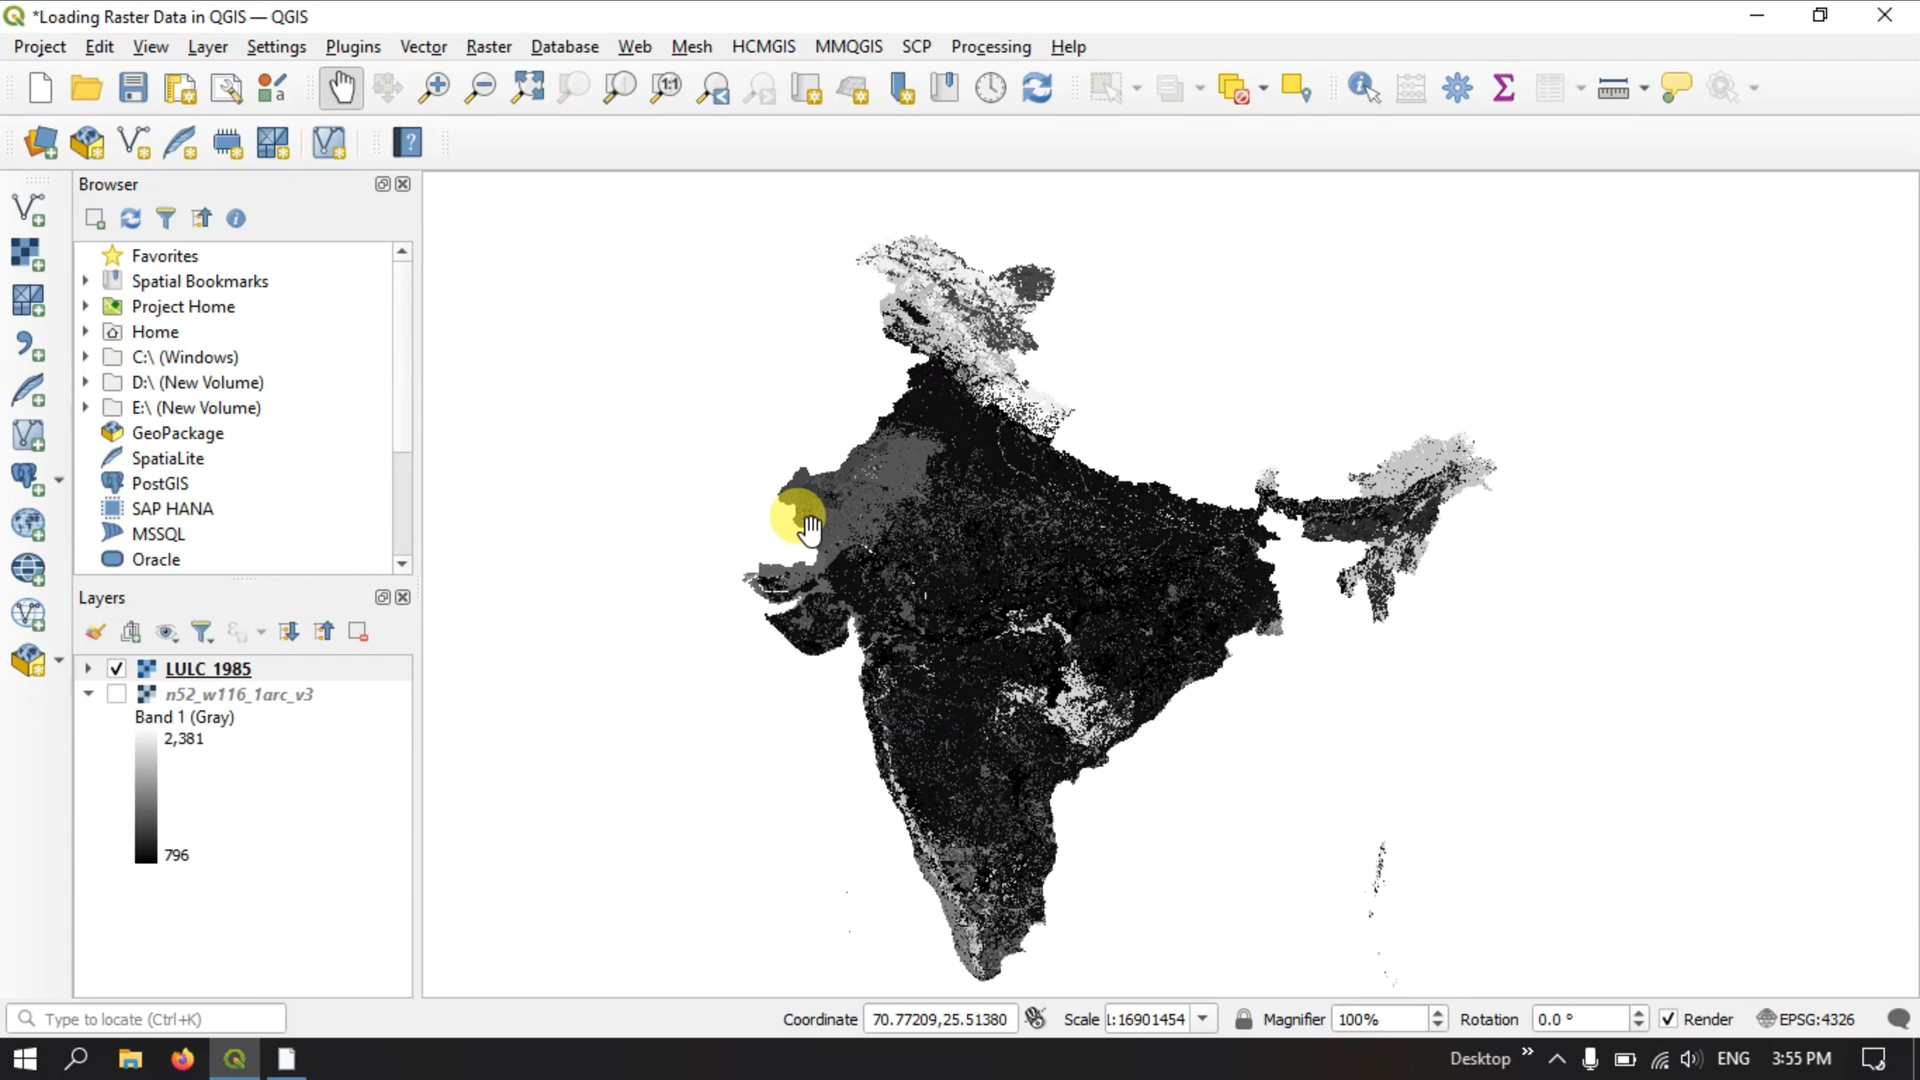 *Loading Raster Data in QGIS — QGIS
Project Edit View Layer Settings Plugins Vector Raster Database Web Mesh HCMGIS MMQGIS SCP Processing Help
Browser
Favorites
Spatial Bookmarks
Project Home
Home
C:\ (Windows)
D:\ (New Volume)
E:\ (New Volume)
GeoPackage
SpatiaLite
PostGIS
SAP HANA
MSSQL
Oracle
Layers
LULC_1985
n52_w116_1arc_v3
Band 1 (Gray)
2,381
796
Type to locate (Ctrl+K)
Coordinate 70.77209,25.51380 Scale 1:16901454 Magnifier 100% Rotation 0.0 ° Render EPSG:4326
Desktop » ENG 3:55 PM